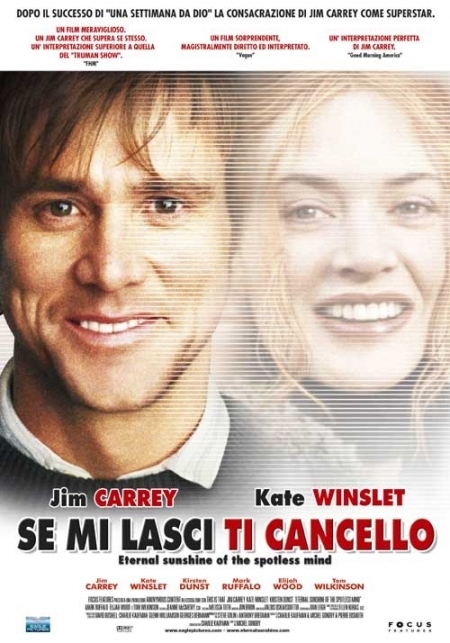 DOPO IL SUCCESSO DI "UNA SETTIMANA DA DIO" LA CONSACRAZIONE DI JIM CARREY COME SUPERSTAR.
UN FILM MERAVIGLIOSO.
UN JIM CARREY CHE SUPERA SE STESSO.
UN' INTERPRETAZIONE SUPERIORE A QUELLA
DEL "TRUMAN SHOW".
"FHM"
UN FILM SORPRENDENTE,
MAGISTRALMENTE DIRETTO ED INTERPRETATO.
"Vogue"
UN'INTERPRETAZIONE PERFETTA
DI JIM CARREY.
"Good Morning America"
Jim CARREY Kate WINSLET
SE MI LASCI TI CANCELLO
Eternal sunshine of the spotless mind
Jim CARREY
Kate WINSLET
Kirsten DUNST
Mark RUFFALO
Elijah WOOD
Tom WILKINSON
FOCUS
FEATURES